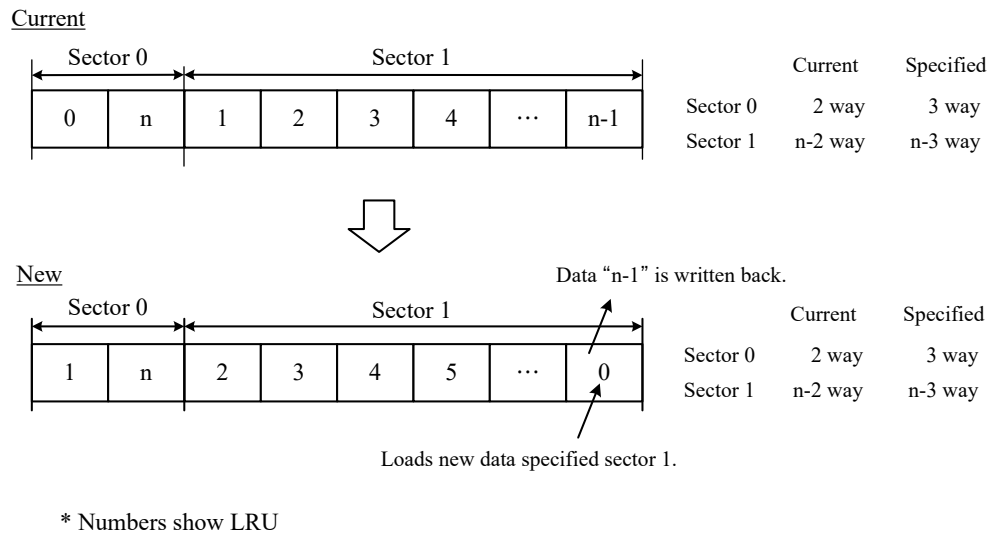 Current
Sector 0 Sector 1
Current Specified
0 n 1 2 3 4 ⋯ n-1
Sector 0 2 way 3 way
Sector 1 n-2 way n-3 way
New
Data “n-1” is written back.
Sector 0 Sector 1
Current Specified
1 n 2 3 4 5 ⋯ 0
Sector 0 2 way 3 way
Sector 1 n-2 way n-3 way
Loads new data specified sector 1.
* Numbers show LRU